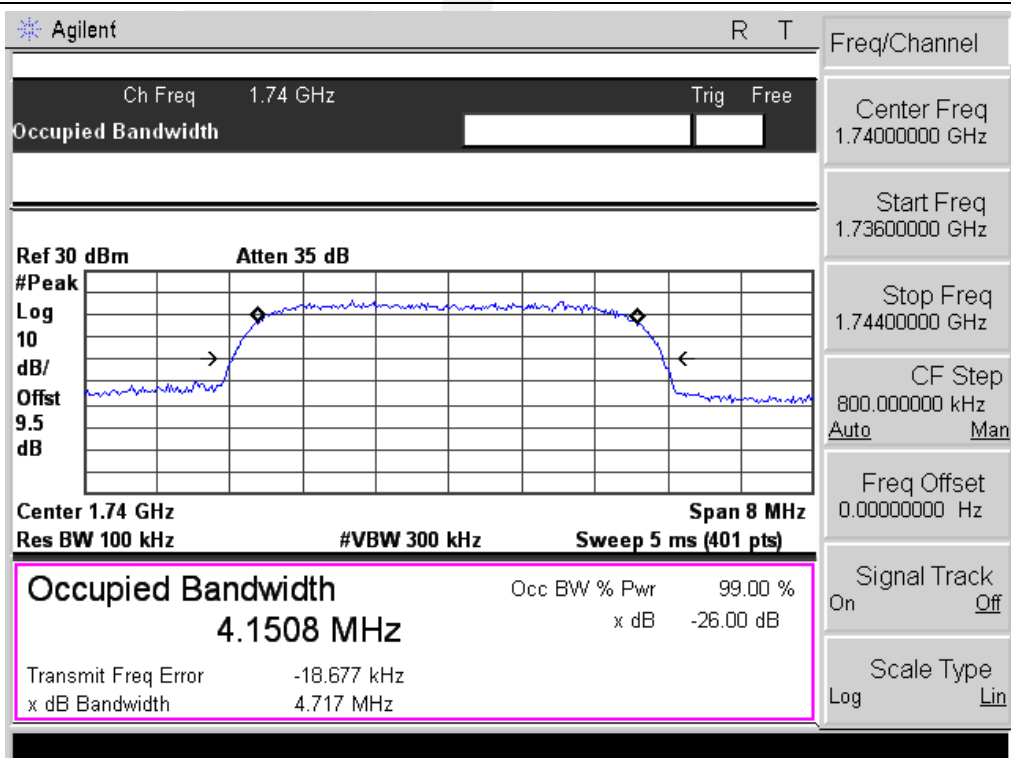 Agilent R T
Freq/Channel
Ch Freq 1.74 GHz Trig Free
Occupied Bandwidth
Center Freq
1.74000000 GHz
Start Freq
1.73600000 GHz
Stop Freq
1.74400000 GHz
CF Step
800.000000 kHz
Auto Man
Freq Offset
0.00000000 Hz
Signal Track
On Off
Scale Type
Log Lin
Ref 30 dBm Atten 35 dB
#Peak
Log
10
dB/
Offst
9.5
dB
Center 1.74 GHz Span 8 MHz
Res BW 100 kHz #VBW 300 kHz Sweep 5 ms (401 pts)
Occupied Bandwidth Occ BW % Pwr 99.00 %
4.1508 MHz x dB -26.00 dB
Transmit Freq Error -18.677 kHz
x dB Bandwidth 4.717 MHz